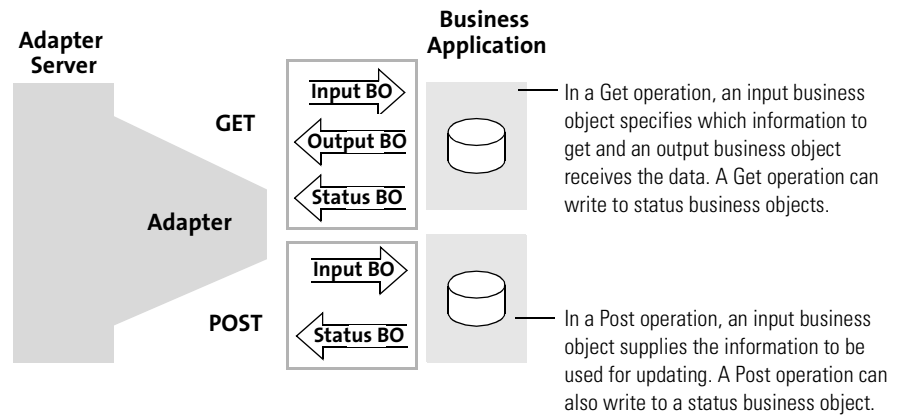 Adapter
Server
Business
Application
GET
Input BO
Output BO
Status BO
In a Get operation, an input business
object specifies which information to
get and an output business object
receives the data. A Get operation can
write to status business objects.
Adapter
POST
Input BO
Status BO
In a Post operation, an input business
object supplies the information to be
used for updating. A Post operation can
also write to a status business object.